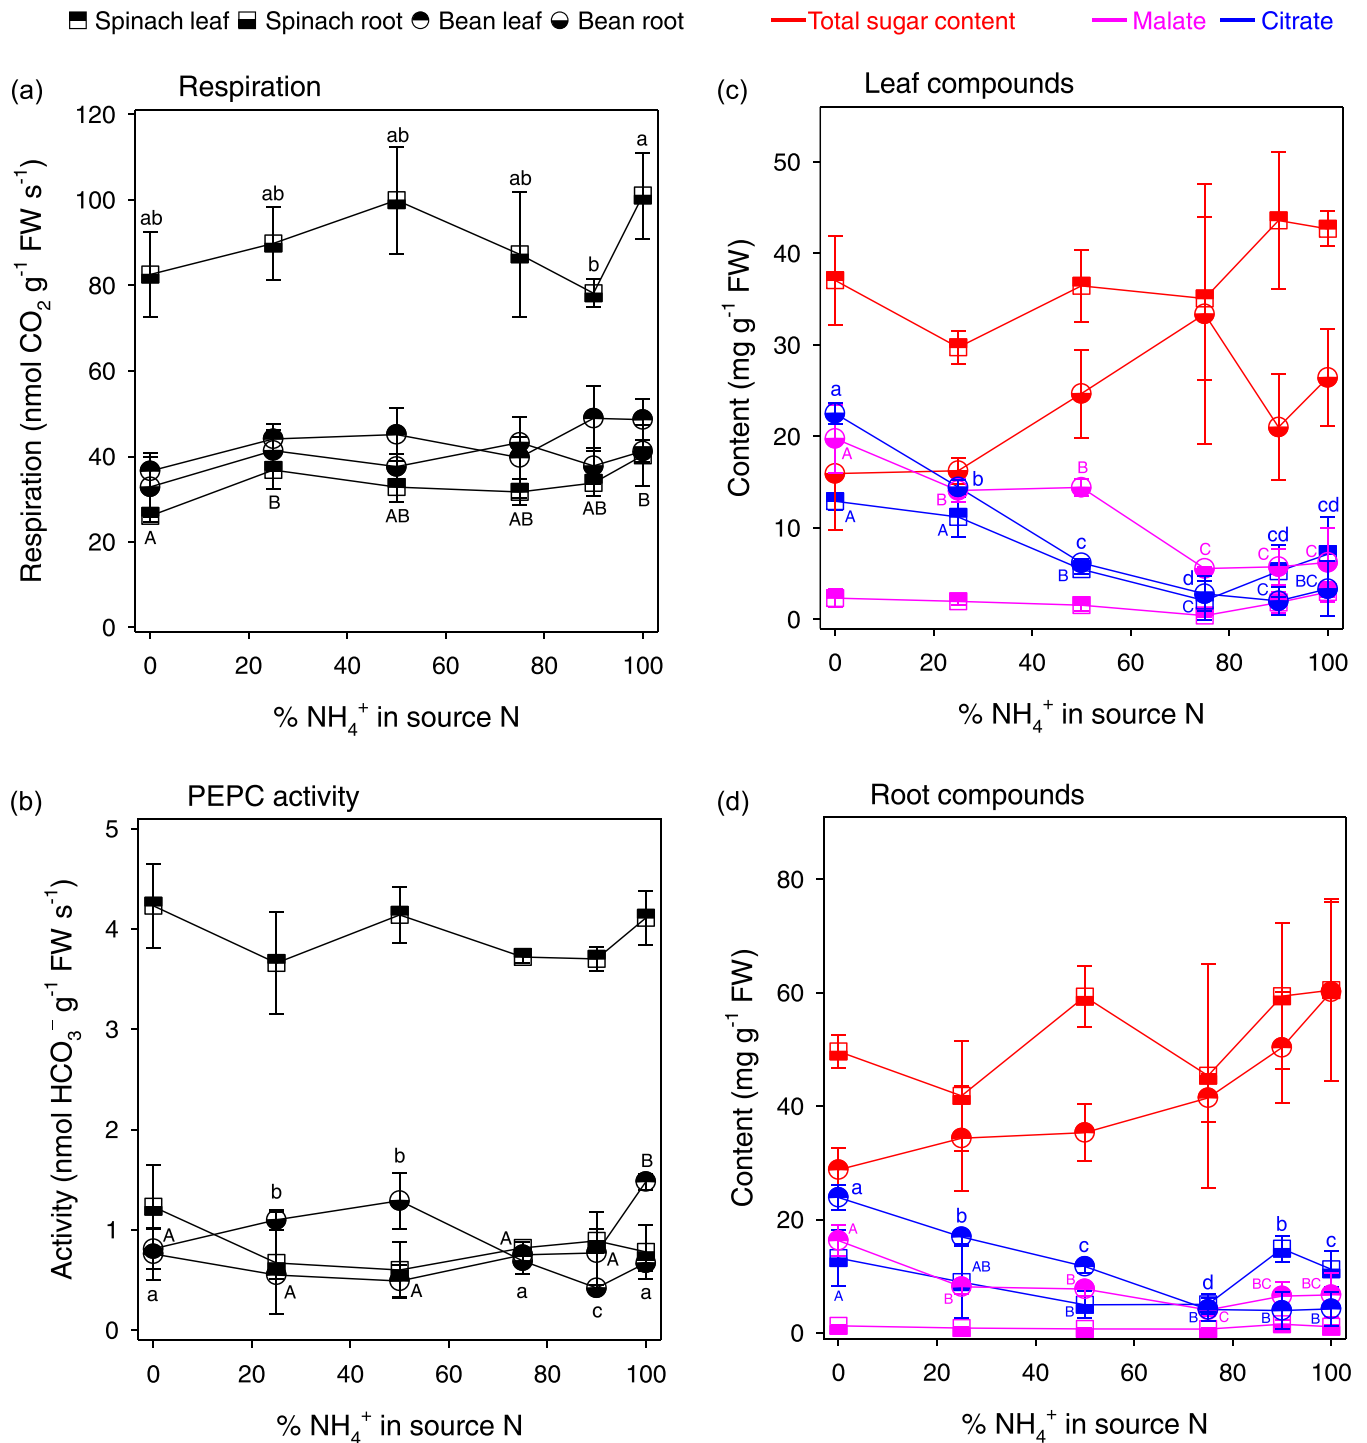 Spinach leaf Spinach root Bean leaf Bean root Total sugar content Malate Citrate
(a) Respiration
Respiration (nmol CO₂ g⁻¹ FW s⁻¹)
120
100
80
60
40
20
0
ab ab ab ab b a
A B AB AB AB B
0 20 40 60 80 100
% NH₄⁺ in source N
(c) Leaf compounds
Content (mg g⁻¹ FW)
50
40
30
20
10
0
a b c d cd cd
A B B C C C
A A B C C BC
0 20 40 60 80 100
% NH₄⁺ in source N
(b) PEPC activity
Activity (nmol HCO₃⁻ g⁻¹ FW s⁻¹)
5
4
3
2
1
0
A A A A A B
a b b a c a
0 20 40 60 80 100
% NH₄⁺ in source N
(d) Root compounds
Content (mg g⁻¹ FW)
80
60
40
20
0
a b c d b c
A B B C BC BC
A AB B B B B
0 20 40 60 80 100
% NH₄⁺ in source N